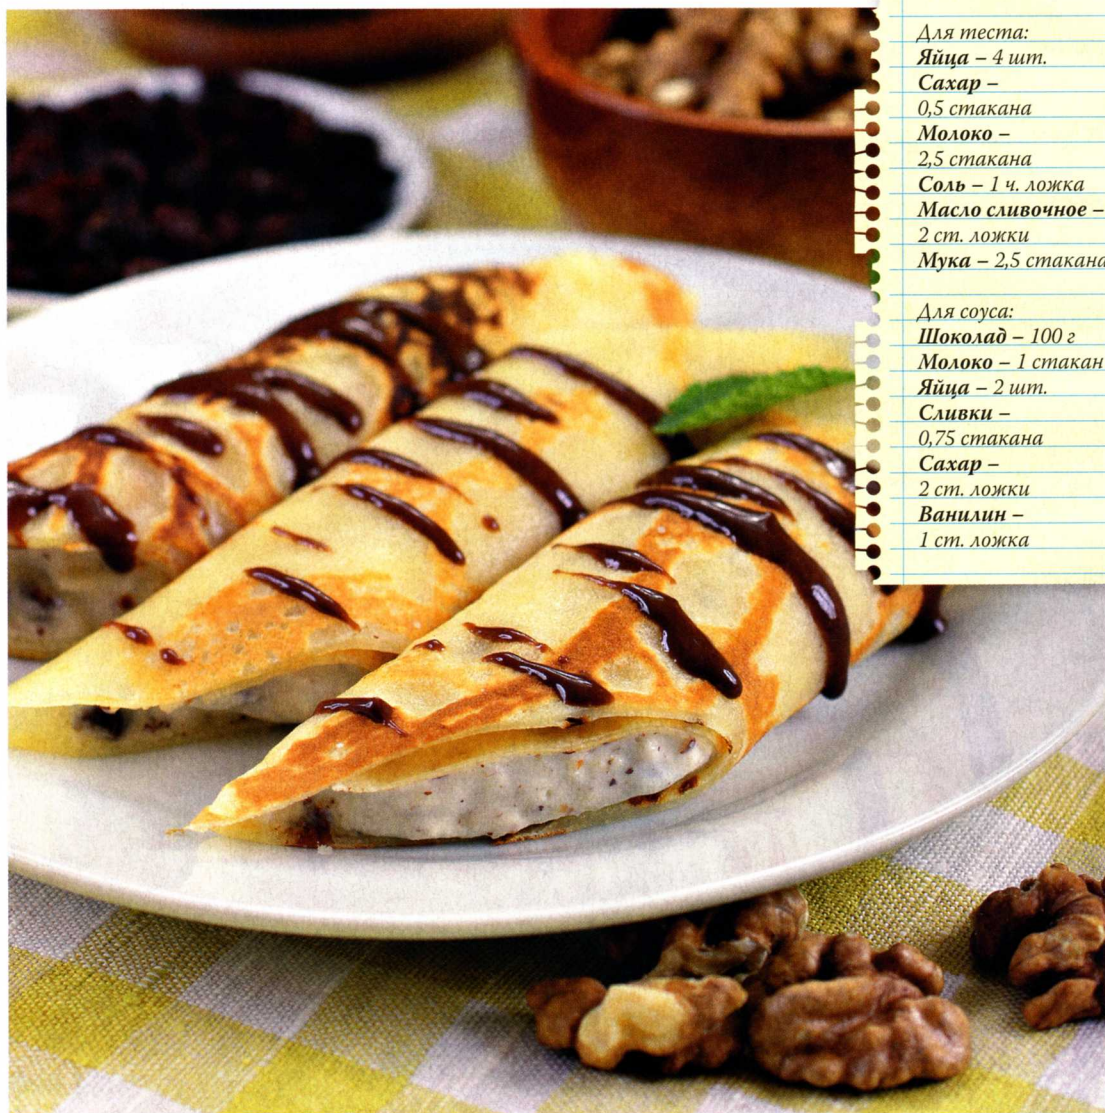 Для теста:
Яйца – 4 шт.
Сахар –
0,5 стакана
Молоко –
2,5 стакана
Соль – 1 ч. ложка
Масло сливочное –
2 ст. ложки
Мука – 2,5 стакана
Для соуса:
Шоколад – 100 г
Молоко – 1 стакан
Яйца – 2 шт.
Сливки –
0,75 стакана
Сахар –
2 ст. ложки
Ванилин –
1 ст. ложка